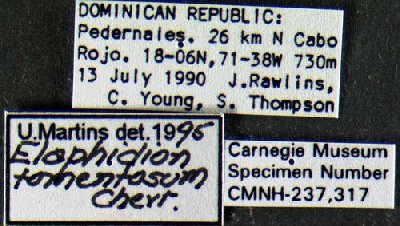 DOMINICAN REPUBLIC:
Pedernales. 26 km N Cabo
Rojo. 18-06N, 71-38W 730m
13 July 1990 J.Rawlins,
C. Young, S. Thompson
U.Martins det. 1995
Elaphidion
tomentosum
Chevr.
Carnegie Museum
Specimen Number
CMNH-237,317